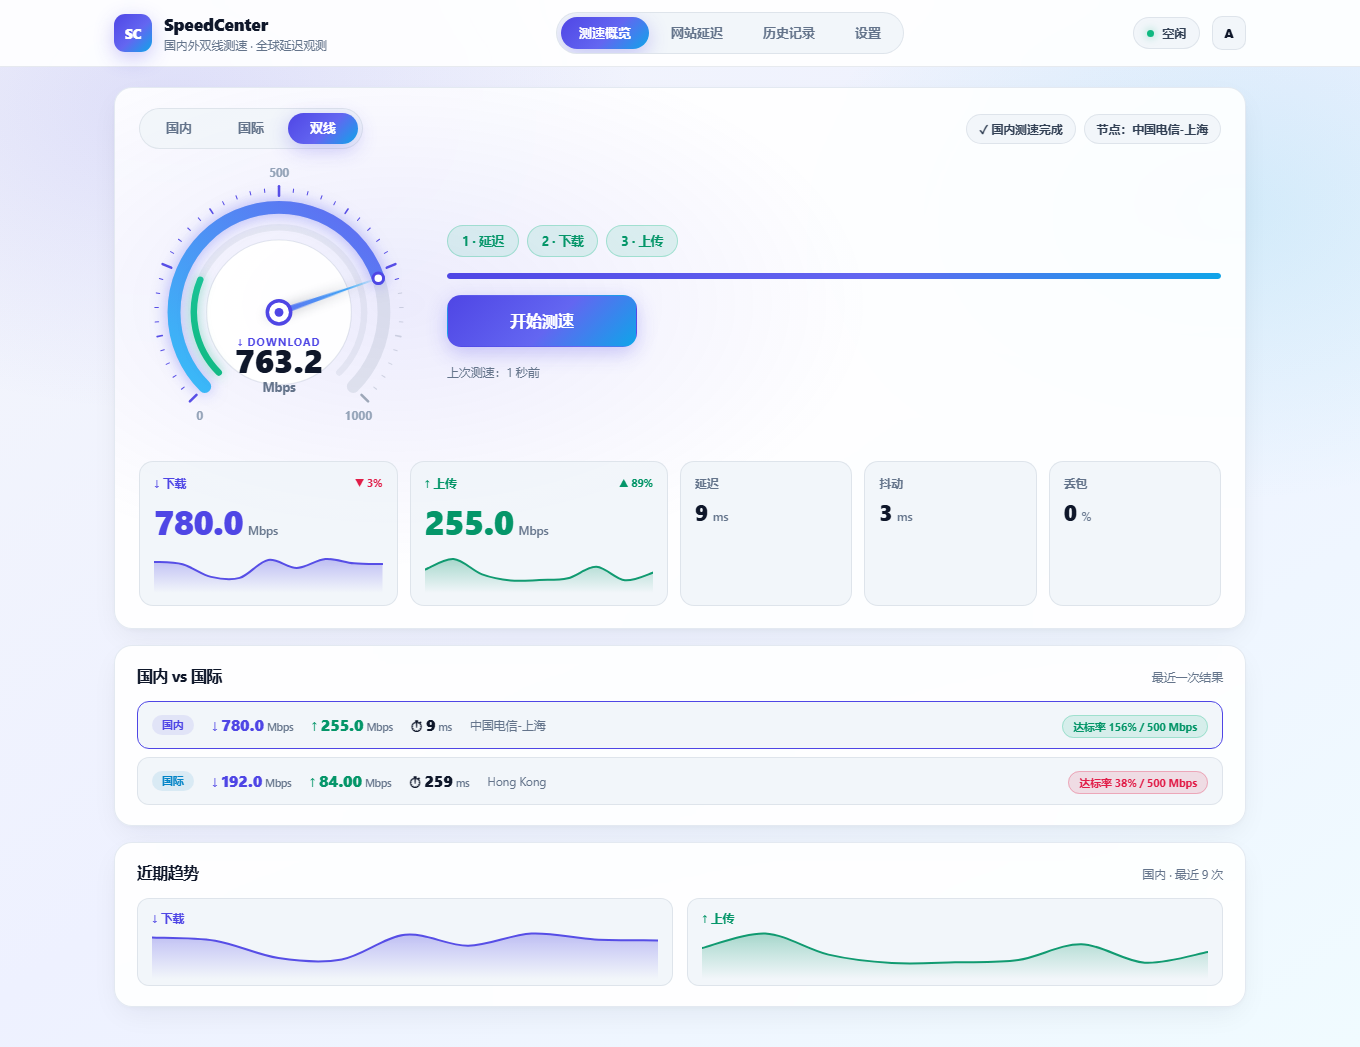 SC
SpeedCenter
国内外双线测速 · 全球延迟观测
测速概览 网站延迟 历史记录 设置
空闲 A
国内 国际 双线
✓ 国内测速完成 节点：中国电信-上海
500
0
1000
↓ DOWNLOAD
763.2
Mbps
1 · 延迟 2 · 下载 3 · 上传
开始测速
上次测速：1 秒前
↓ 下载 ▼ 3%
780.0 Mbps
↑ 上传 ▲ 89%
255.0 Mbps
延迟
9 ms
抖动
3 ms
丢包
0 %
国内 vs 国际 最近一次结果
国内 ↓ 780.0 Mbps ↑ 255.0 Mbps ⏱ 9 ms 中国电信-上海 达标率 156% / 500 Mbps
国际 ↓ 192.0 Mbps ↑ 84.00 Mbps ⏱ 259 ms Hong Kong 达标率 38% / 500 Mbps
近期趋势 国内 · 最近 9 次
↓ 下载
↑ 上传